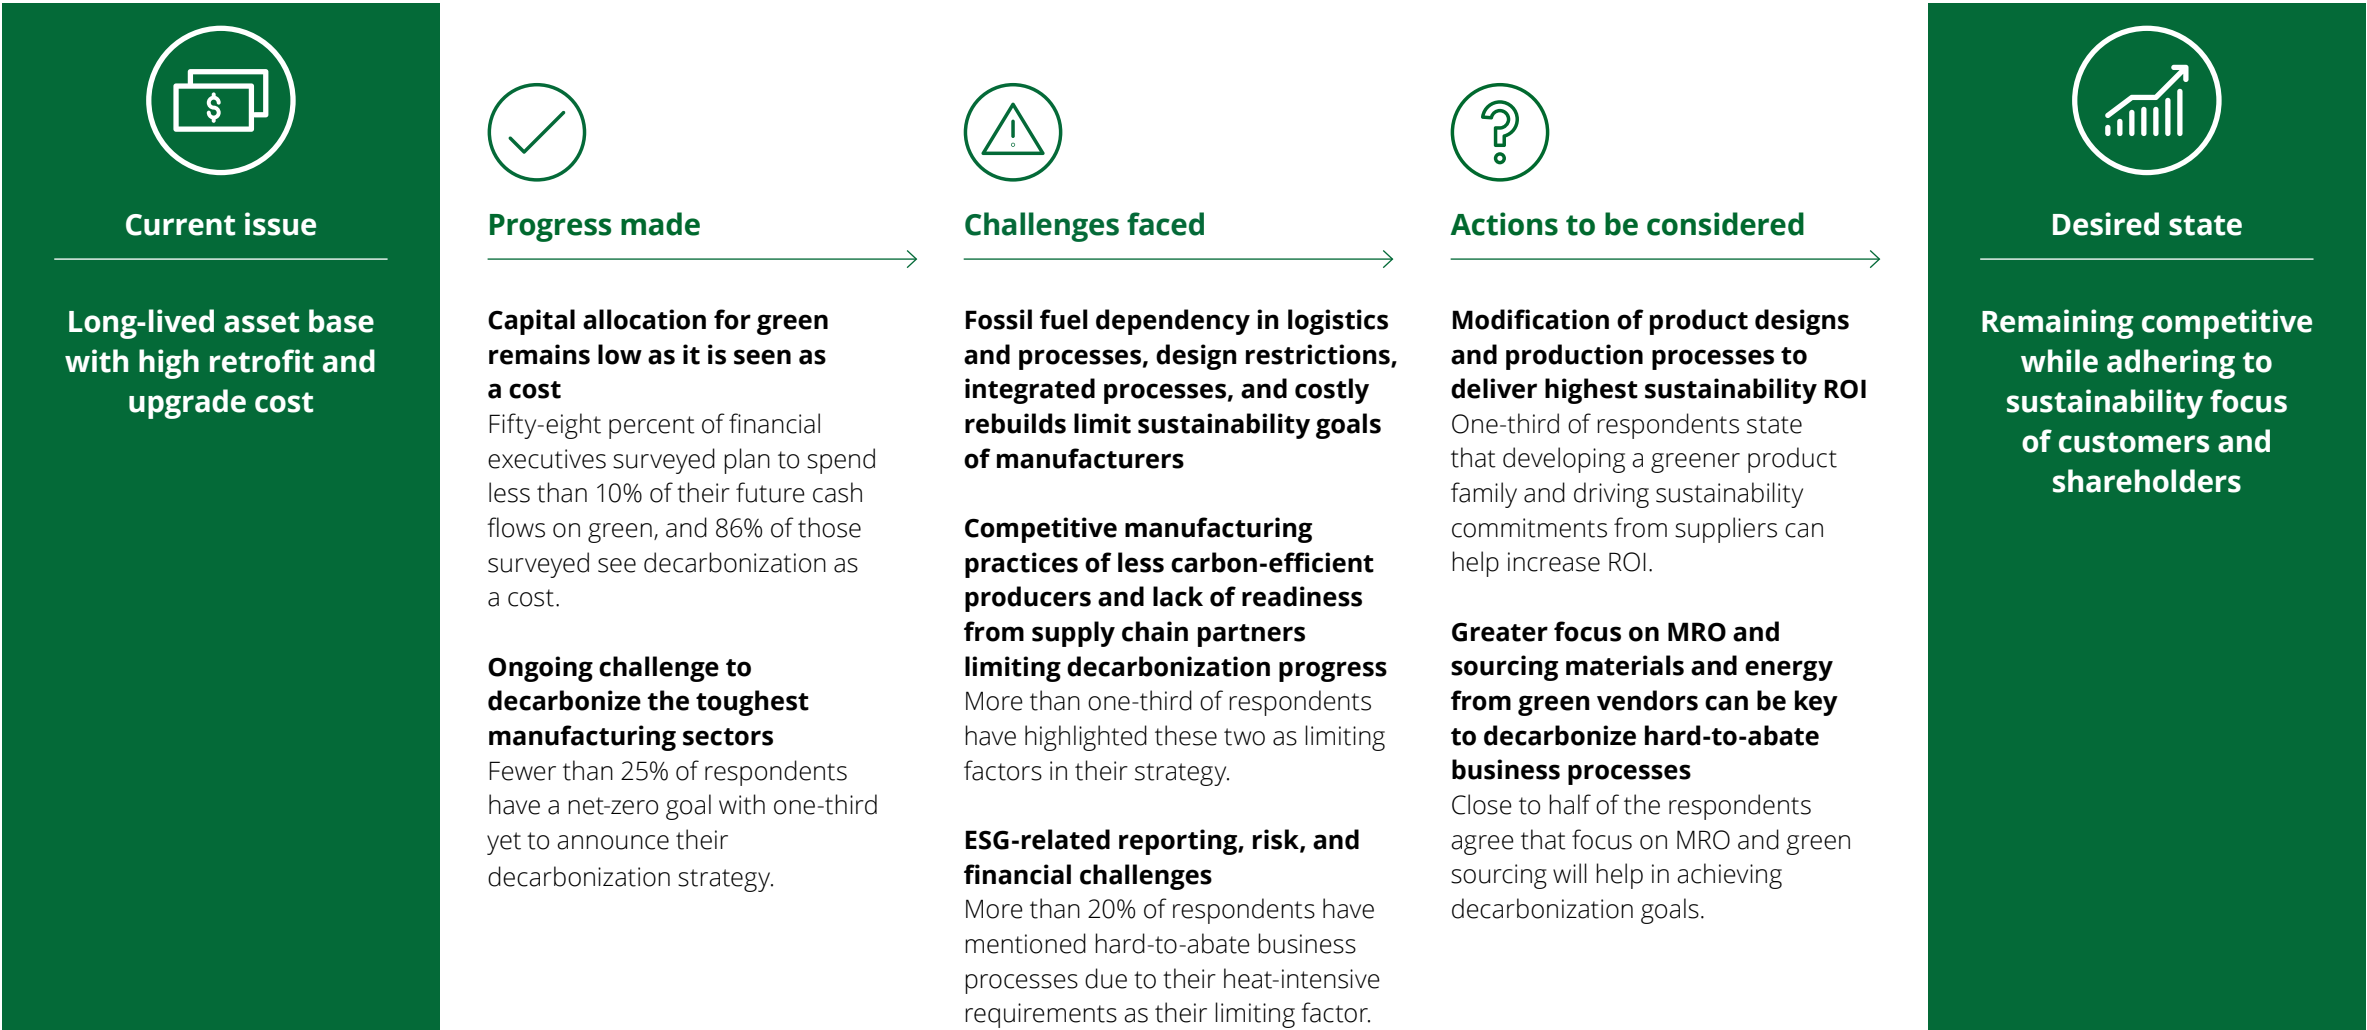 $
Current issue
Long-lived asset base
with high retrofit and
upgrade cost
Progress made
Capital allocation for green
remains low as it is seen as
a cost
Fifty-eight percent of financial
executives surveyed plan to spend
less than 10% of their future cash
flows on green, and 86% of those
surveyed see decarbonization as
a cost.
Ongoing challenge to
decarbonize the toughest
manufacturing sectors
Fewer than 25% of respondents
have a net-zero goal with one-third
yet to announce their
decarbonization strategy.
Challenges faced
Fossil fuel dependency in logistics
and processes, design restrictions,
integrated processes, and costly
rebuilds limit sustainability goals
of manufacturers
Competitive manufacturing
practices of less carbon-efficient
producers and lack of readiness
from supply chain partners
limiting decarbonization progress
More than one-third of respondents
have highlighted these two as limiting
factors in their strategy.
ESG-related reporting, risk, and
financial challenges
More than 20% of respondents have
mentioned hard-to-abate business
processes due to their heat-intensive
requirements as their limiting factor.
Actions to be considered
Modification of product designs
and production processes to
deliver highest sustainability ROI
One-third of respondents state
that developing a greener product
family and driving sustainability
commitments from suppliers can
help increase ROI.
Greater focus on MRO and
sourcing materials and energy
from green vendors can be key
to decarbonize hard-to-abate
business processes
Close to half of the respondents
agree that focus on MRO and green
sourcing will help in achieving
decarbonization goals.
Desired state
Remaining competitive
while adhering to
sustainability focus
of customers and
shareholders